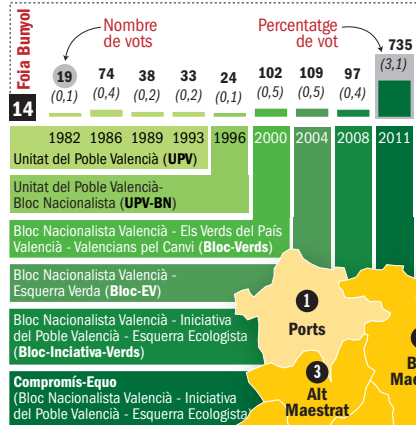 Foia Bunyol
14
Nombre
de vots
Percentatge
de vot
19 74 38 33 24 102 109 97 735
(0,1) (0,4) (0,2) (0,2) (0,1) (0,5) (0,5) (0,4) (3,1)
1982 1986 1989 1993 1996 2000 2004 2008 2011
Unitat del Poble Valencià (UPV)
Unitat del Poble Valencià-
Bloc Nacionalista (UPV-BN)
Bloc Nacionalista Valencià - Els Verds del País
Valencià - Valencians pel Canvi (Bloc-Verds)
Bloc Nacionalista Valencià -
Esquerra Verda (Bloc-EV)
Bloc Nacionalista Valencià - Iniciativa
del Poble Valencià - Esquerra Ecologista
(Bloc-Inciativa-Verds)
Compromís-Equo
(Bloc Nacionalista Valencià - Iniciativa
del Poble Valencià - Esquerra Ecologista)
1
Ports
3
Alt
Maestrat